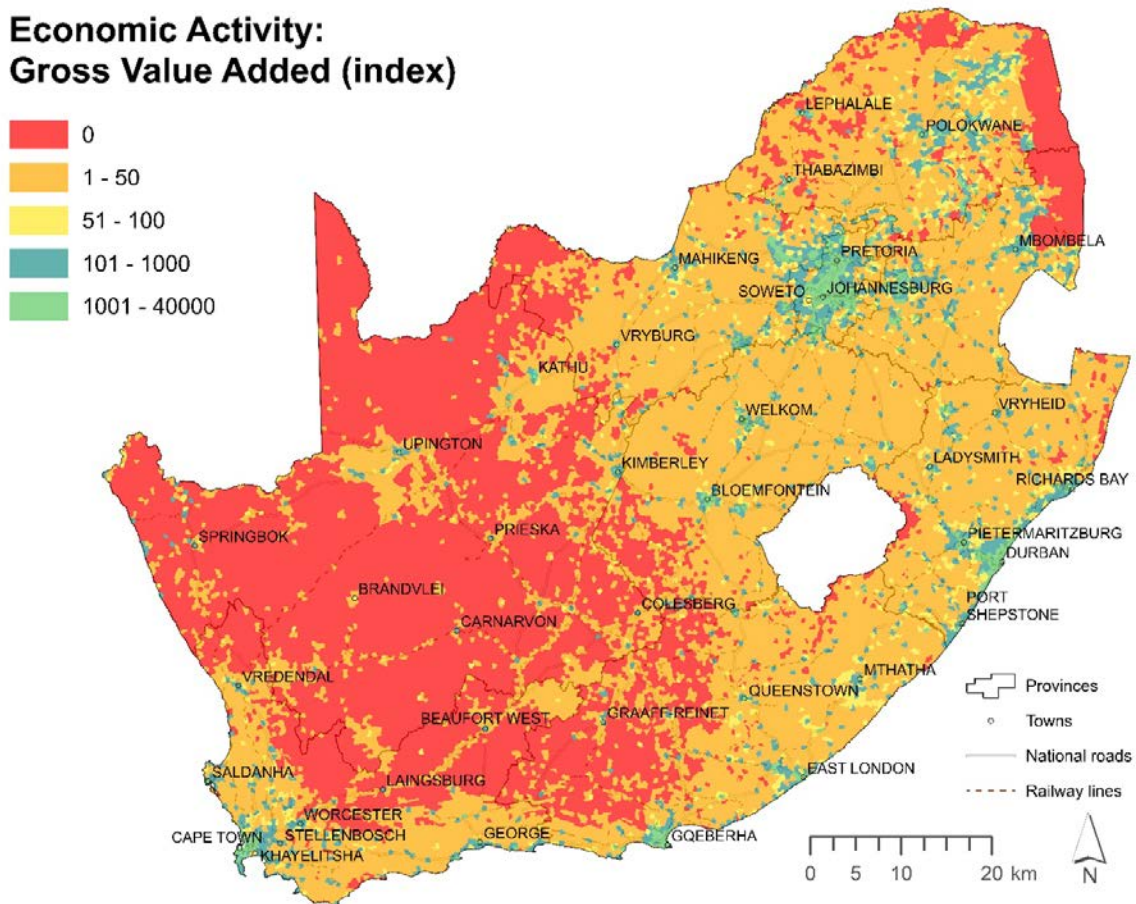 Economic Activity:
Gross Value Added (index)
0
1 - 50
51 - 100
101 - 1000
1001 - 40000
LEPHALALE
POLOKWANE
THABAZIMBI
MBOMBELA
PRETORIA
MAHIKENG
SOWETO
JOHANNESBURG
VRYBURG
KATHU
WELKOM
VRYHEID
UPINGTON
KIMBERLEY
LADYSMITH
RICHARDS BAY
BLOEMFONTEIN
SPRINGBOK
PRIESKA
PIETERMARITZBURG
DURBAN
BRANDVLEI
COLESBERG
PORT
SHEPSTONE
CARNARVON
VREDENDAL
MTHATHA
QUEENSTOWN
BEAUFORT WEST
GRAAFF-REINET
SALDANHA
LAINGSBURG
EAST LONDON
WORCESTER
CAPE TOWN
STELLENBOSCH
GEORGE
GQEBERHA
KHAYELITSHA
Provinces
Towns
National roads
Railway lines
0 5 10 20 km
N